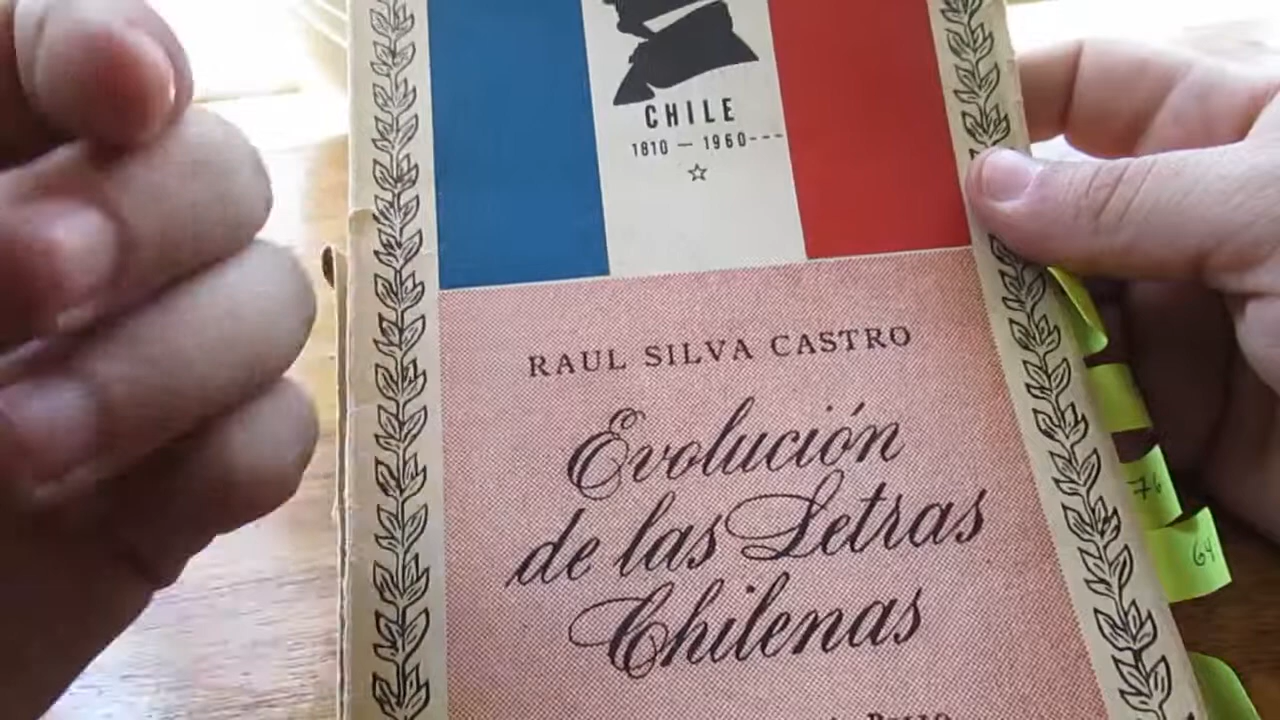 CHILE
1810 — 1960---
RAUL SILVA CASTRO
Evolución
de las Letras
Chilenas
76
64